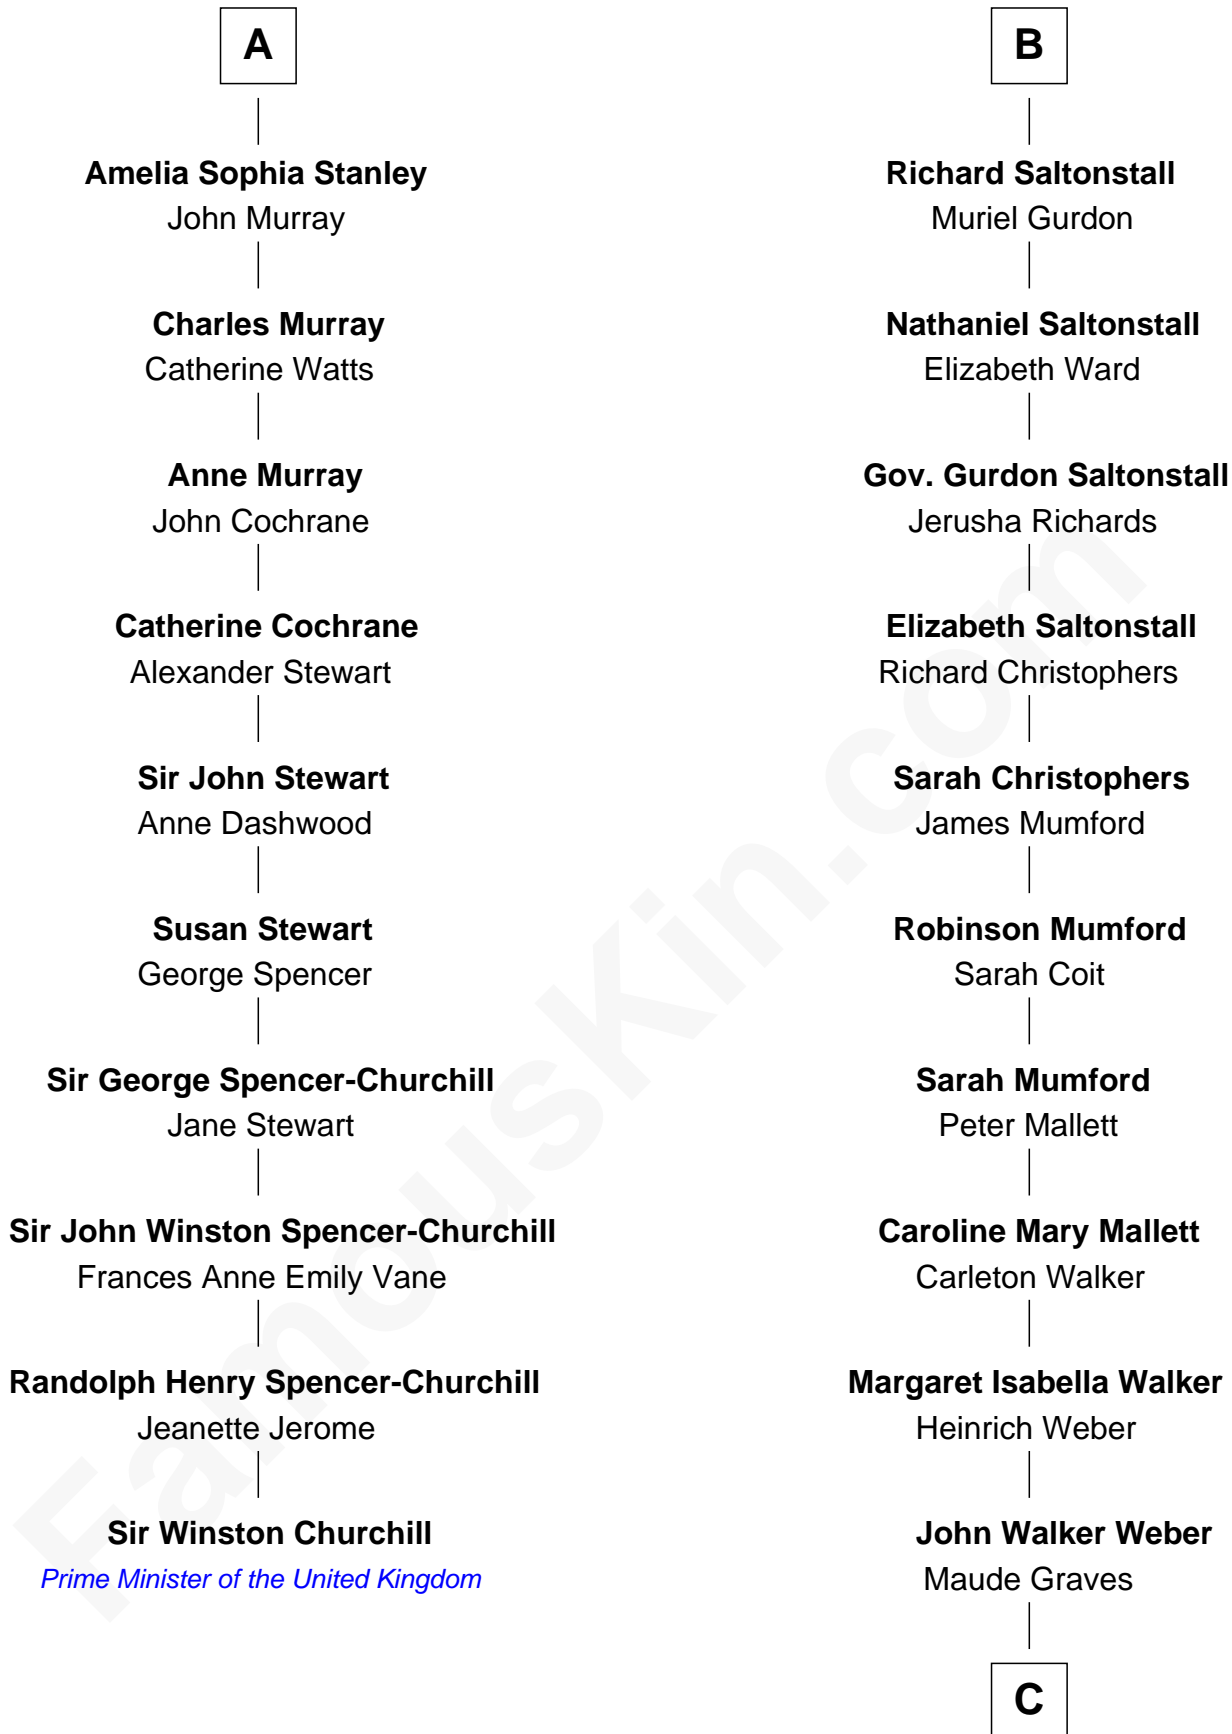 A
Amelia Sophia Stanley
John Murray
Charles Murray
Catherine Watts
Anne Murray
John Cochrane
Catherine Cochrane
Alexander Stewart
Sir John Stewart
Anne Dashwood
Susan Stewart
George Spencer
Sir George Spencer-Churchill
Jane Stewart
Sir John Winston Spencer-Churchill
Frances Anne Emily Vane
Randolph Henry Spencer-Churchill
Jeanette Jerome
Sir Winston Churchill
Prime Minister of the United Kingdom
B
Richard Saltonstall
Muriel Gurdon
Nathaniel Saltonstall
Elizabeth Ward
Gov. Gurdon Saltonstall
Jerusha Richards
Elizabeth Saltonstall
Richard Christophers
Sarah Christophers
James Mumford
Robinson Mumford
Sarah Coit
Sarah Mumford
Peter Mallett
Caroline Mary Mallett
Carleton Walker
Margaret Isabella Walker
Heinrich Weber
John Walker Weber
Maude Graves
C
FamousKin.com